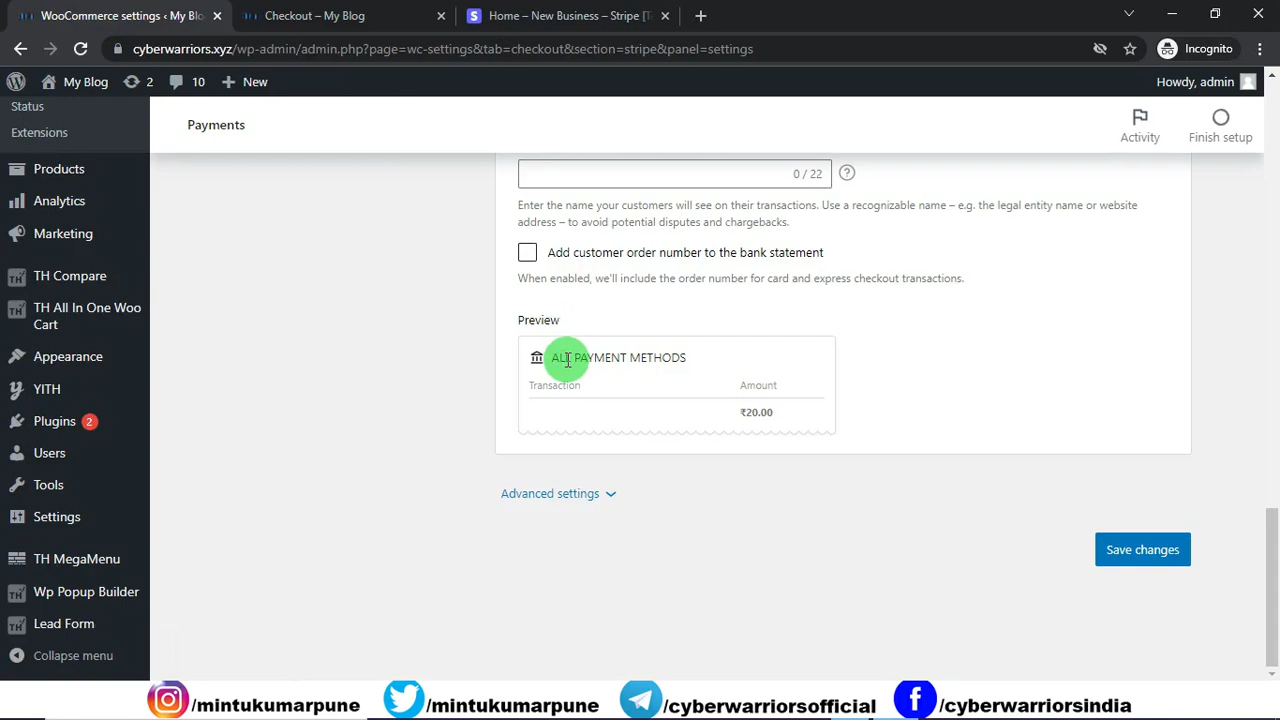 WooCommerce settings ‹ My Blo
Checkout – My Blog
Home – New Business – Stripe [T
cyberwarriors.xyz/wp-admin/admin.php?page=wc-settings&tab=checkout&section=stripe&panel=settings
Incognito
My Blog
2
10
New
Howdy, admin
Status
Extensions
Products
Analytics
Marketing
TH Compare
TH All In One Woo
Cart
Appearance
YITH
Plugins 2
Users
Tools
Settings
TH MegaMenu
Wp Popup Builder
Lead Form
Collapse menu
Payments
Activity
Finish setup
0 / 22
Enter the name your customers will see on their transactions. Use a recognizable name – e.g. the legal entity name or website
address – to avoid potential disputes and chargebacks.
Add customer order number to the bank statement
When enabled, we'll include the order number for card and express checkout transactions.
Preview
ALL PAYMENT METHODS
Transaction Amount
₹20.00
Advanced settings
Save changes
/mintukumarpune /mintukumarpune /cyberwarriorsofficial /cyberwarriorsindia